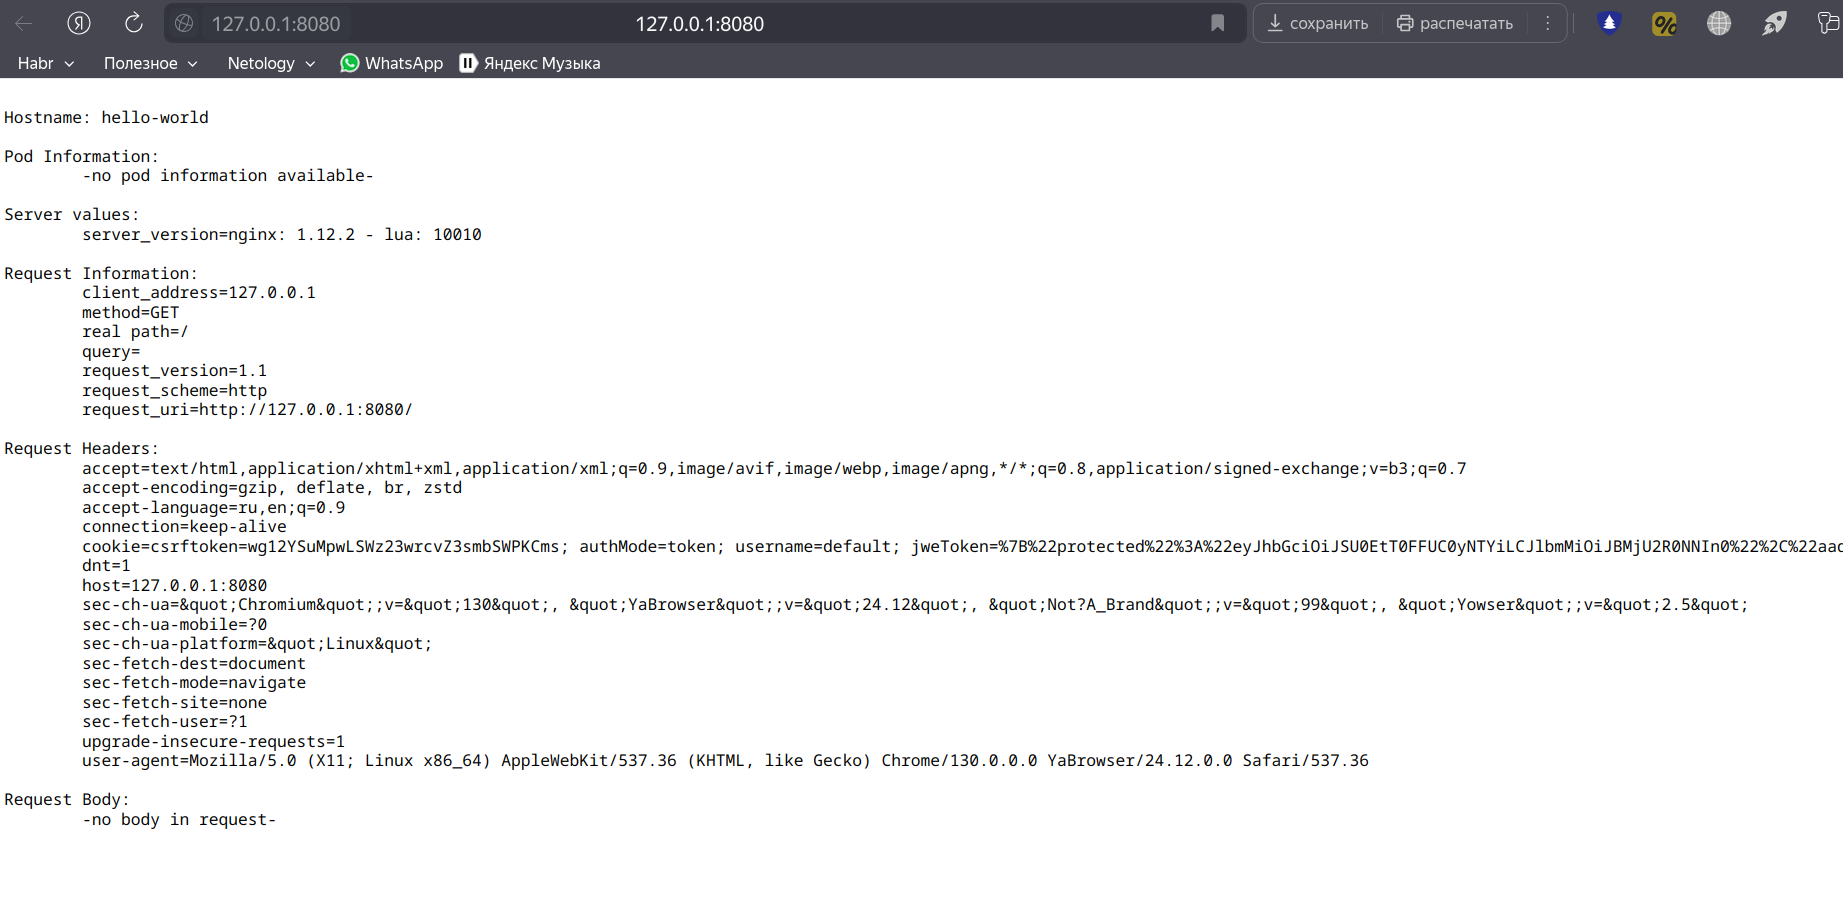 Я 127.0.0.1:8080 127.0.0.1:8080 сохранить распечатать
Habr Полезное Netology WhatsApp Яндекс Музыка
Hostname: hello-world
Pod Information:
-no pod information available-
Server values:
server_version=nginx: 1.12.2 - lua: 10010
Request Information:
client_address=127.0.0.1
method=GET
real path=/
query=
request_version=1.1
request_scheme=http
request_uri=http://127.0.0.1:8080/
Request Headers:
accept=text/html,application/xhtml+xml,application/xml;q=0.9,image/avif,image/webp,image/apng,*/*;q=0.8,application/signed-exchange;v=b3;q=0.7
accept-encoding=gzip, deflate, br, zstd
accept-language=ru,en;q=0.9
connection=keep-alive
cookie=csrftoken=wg12YSuMpwLSWz23wrcvZ3smbSWPKCms; authMode=token; username=default; jweToken=%7B%22protected%22%3A%22eyJhbGciOiJSU0EtT0FFUC0yNTYiLCJlbmMiOiJBMjU2R0NNIn0%22%2C%22aad
dnt=1
host=127.0.0.1:8080
sec-ch-ua=&quot;Chromium&quot;;v=&quot;130&quot;, &quot;YaBrowser&quot;;v=&quot;24.12&quot;, &quot;Not?A_Brand&quot;;v=&quot;99&quot;, &quot;Yowser&quot;;v=&quot;2.5&quot;
sec-ch-ua-mobile=?0
sec-ch-ua-platform=&quot;Linux&quot;
sec-fetch-dest=document
sec-fetch-mode=navigate
sec-fetch-site=none
sec-fetch-user=?1
upgrade-insecure-requests=1
user-agent=Mozilla/5.0 (X11; Linux x86_64) AppleWebKit/537.36 (KHTML, like Gecko) Chrome/130.0.0.0 YaBrowser/24.12.0.0 Safari/537.36
Request Body:
-no body in request-